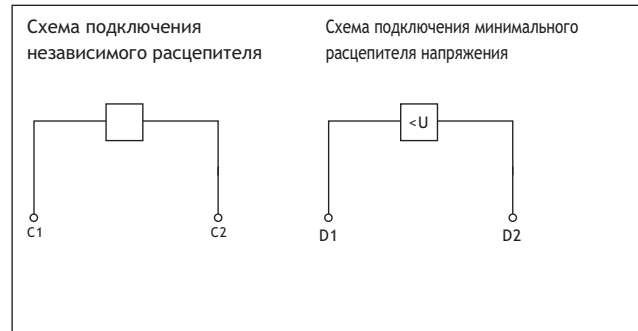 Схема подключения
независимого расцепителя
Схема подключения минимального
расцепителя напряжения
<U
C1
C2
D1
D2